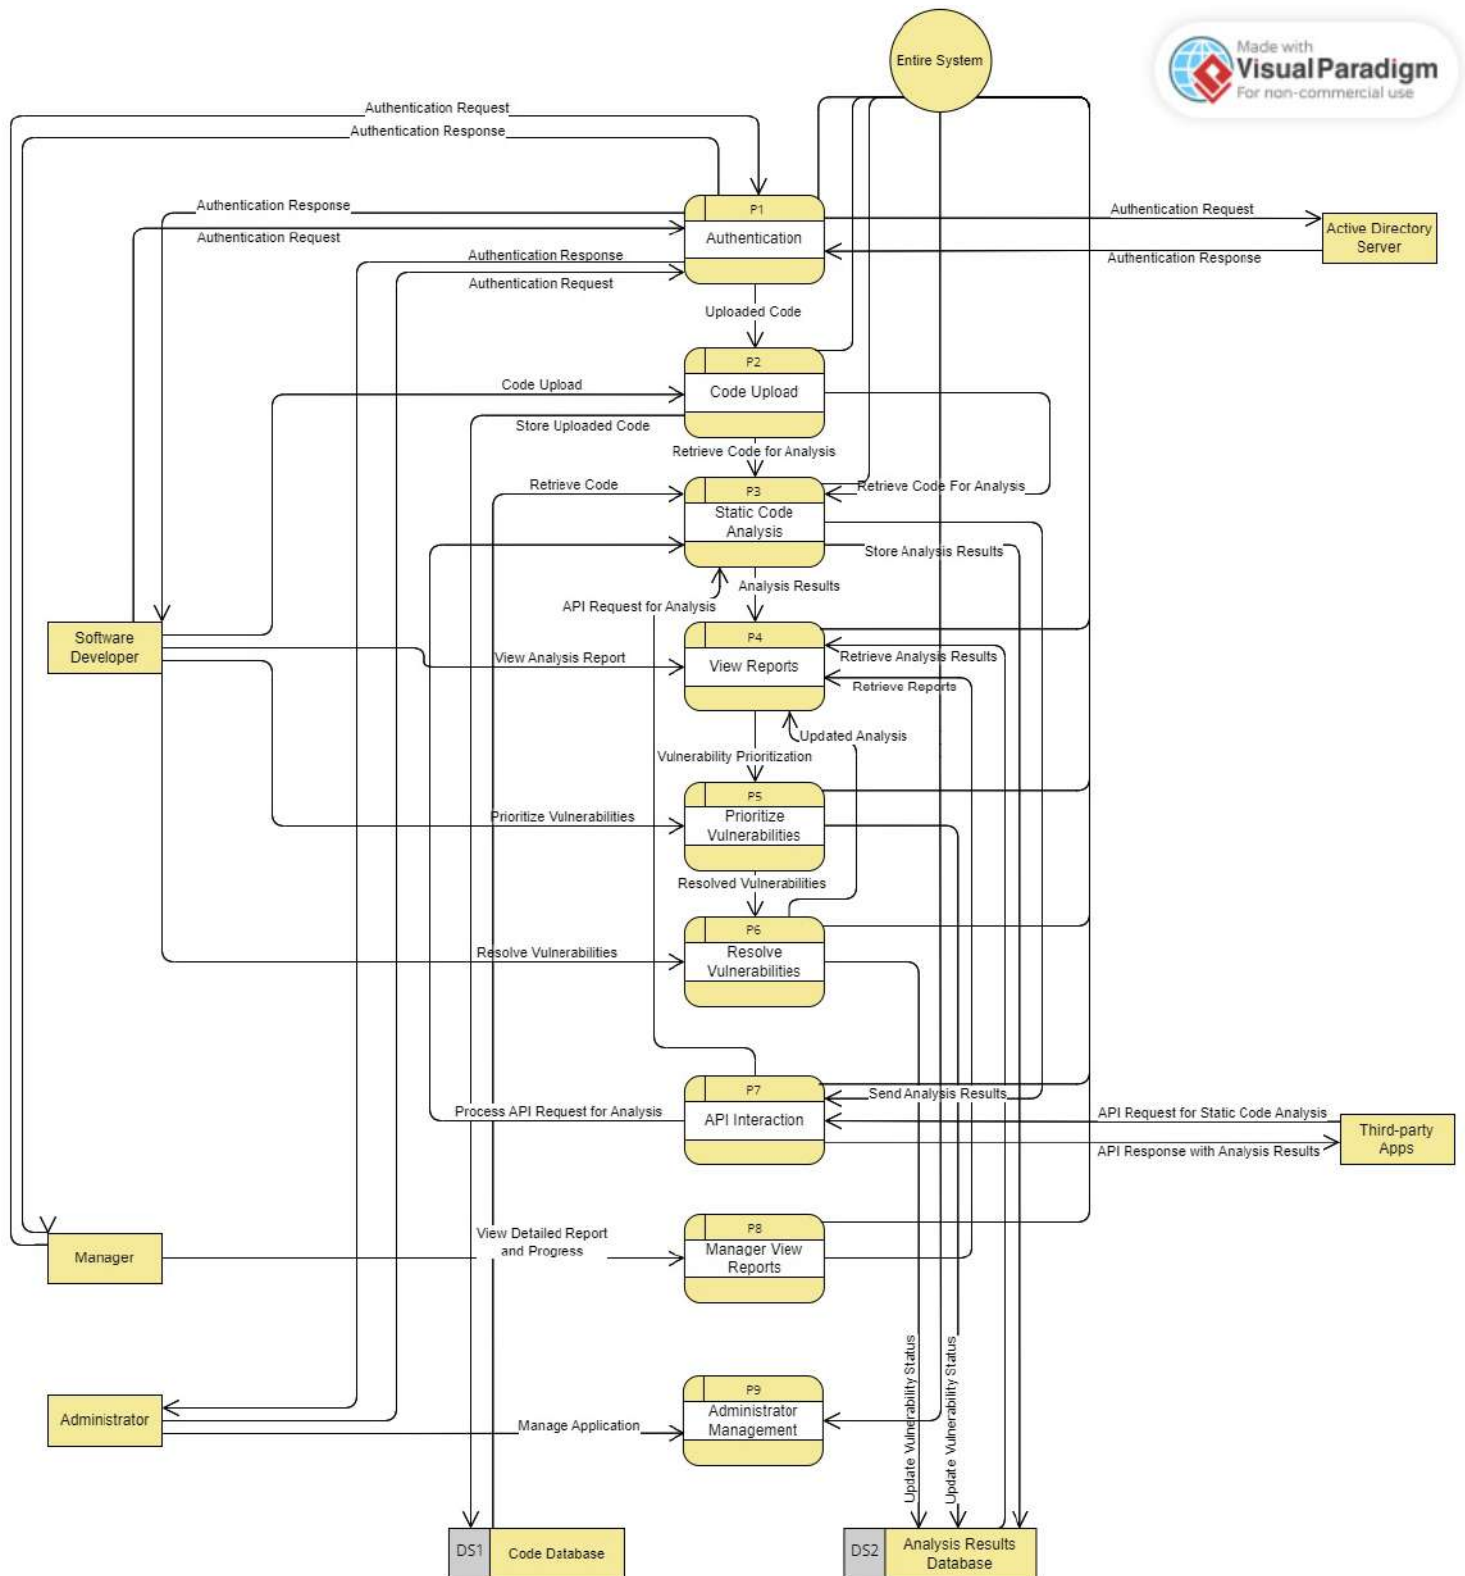 Entire System
Made with
Visual Paradigm
For non-commercial use
Authentication Request
Authentication Response
Authentication Response
Authentication Request
Authentication Response
Authentication Request
P1
Authentication
Authentication Request
Active Directory
Server
Authentication Response
Uploaded Code
P2
Code Upload
Code Upload
Store Uploaded Code
Retrieve Code for Analysis
Retrieve Code
P3
Static Code
Analysis
Retrieve Code For Analysis
Store Analysis Results
Analysis Results
API Request for Analysis
Software
Developer
P4
View Reports
View Analysis Report
Retrieve Analysis Results
Retrieve Reports
Updated Analysis
Vulnerability Prioritization
P5
Prioritize
Vulnerabilities
Prioritize Vulnerabilities
Resolved Vulnerabilities
P6
Resolve
Vulnerabilities
Resolve Vulnerabilities
P7
API Interaction
Send Analysis Results
Process API Request for Analysis
API Request for Static Code Analysis
Third-party
Apps
API Response with Analysis Results
Manager
View Detailed Report
and Progress
P8
Manager View
Reports
Update Vulnerability Status
Update Vulnerability Status
Administrator
Manage Application
P9
Administrator
Management
DS1
Code Database
DS2
Analysis Results
Database